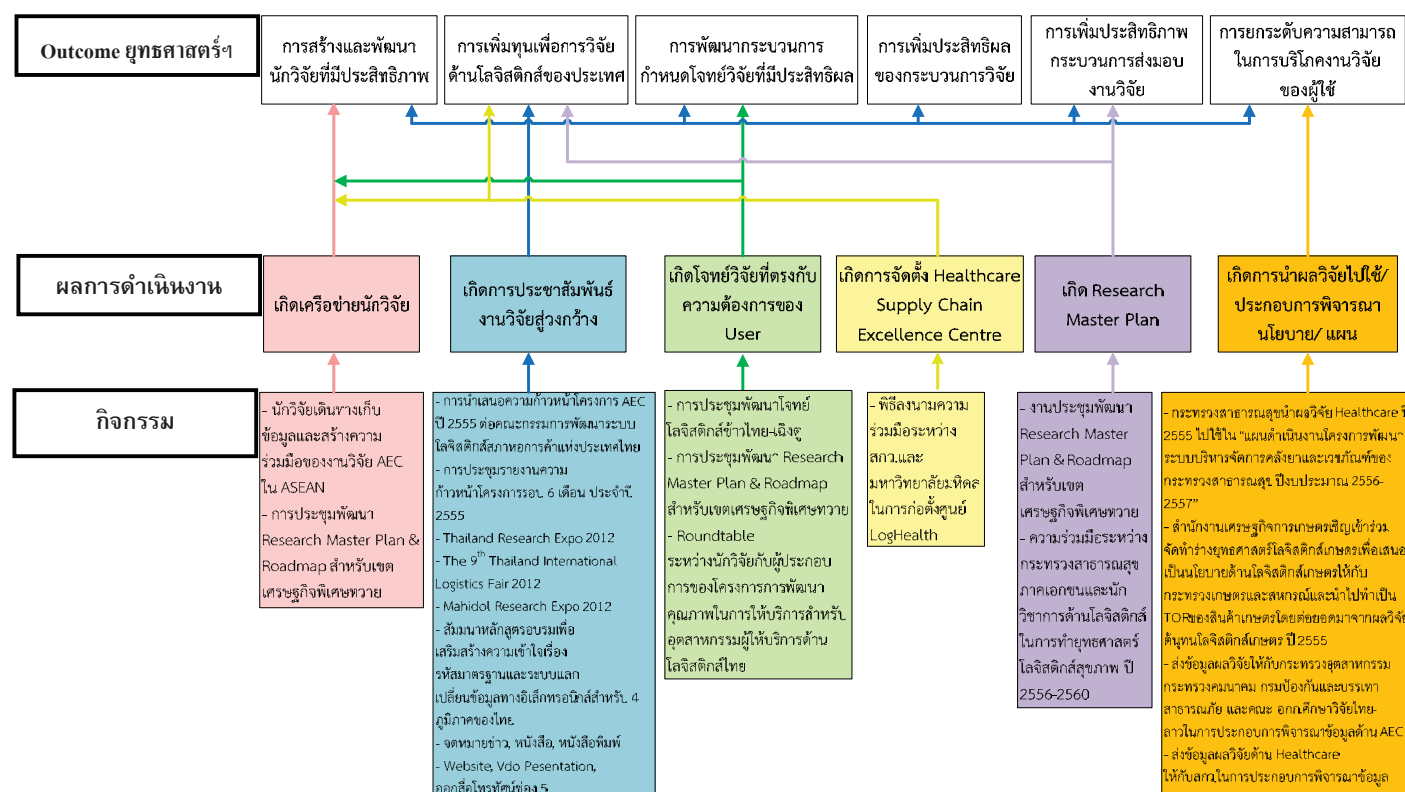 Outcome ยุทธศาสตร์ฯ
การสร้างและพัฒนา
นักวิจัยที่มีประสิทธิภาพ
การเพิ่มทุนเพื่อการวิจัย
ด้านโลจิสติกส์ของประเทศ
การพัฒนากระบวนการ
กำหนดโจทย์วิจัยที่มีประสิทธิผล
การเพิ่มประสิทธิผล
ของกระบวนการวิจัย
การเพิ่มประสิทธิภาพ
กระบวนการส่งมอบ
งานวิจัย
การยกระดับความสามารถ
ในการบริโภคงานวิจัย
ของผู้ใช้
ผลการดำเนินงาน
เกิดเครือข่ายนักวิจัย
เกิดการประชาสัมพันธ์
งานวิจัยสู่วงกว้าง
เกิดโจทย์วิจัยที่ตรงกับ
ความต้องการของ
User
เกิดการจัดตั้ง Healthcare
Supply Chain
Excellence Centre
เกิด Research
Master Plan
เกิดการนำผลวิจัยไปใช้/
ประกอบการพิจารณา
นโยบาย/ แผน
กิจกรรม
- นักวิจัยเดินทางเก็บ
ข้อมูลและสร้างความ
ร่วมมือของงานวิจัย AEC
ใน ASEAN
- การประชุมพัฒนา
Research Master Plan &
Roadmap สำหรับเขต
เศรษฐกิจพิเศษทวาย
- การนำเสนอความก้าวหน้าโครงการ AEC
ปี 2555 ต่อคณะกรรมการพัฒนาระบบ
โลจิสติกส์สภาหอการค้าแห่งประเทศไทย
- การประชุมรายงานความ
ก้าวหน้าโครงการรอบ 6 เดือน ประจำปี
2555
- Thailand Research Expo 2012
- The 9th Thailand International
Logistics Fair 2012
- Mahidol Research Expo 2012
- สัมมนาหลักสูตรอบรมเพื่อ
เสริมสร้างความเข้าใจเรื่อง
รหัสมาตรฐานและระบบแลก
เปลี่ยนข้อมูลทางอิเล็กทรอนิกส์สำหรับ 4
ภูมิภาคของไทย
- จดหมายข่าว, หนังสือ, หนังสือพิมพ์
- Website, Vdo Pesentation,
ออกสื่อโทรทัศน์ช่อง 5
- การประชุมพัฒนาโจทย์
โลจิสติกส์ข้าวไทย-เฉิงตู
- การประชุมพัฒนา Research
Master Plan & Roadmap
สำหรับเขตเศรษฐกิจพิเศษทวาย
- Roundtable
ระหว่างนักวิจัยกับผู้ประกอบ
การของโครงการการพัฒนา
คุณภาพในการให้บริการสำหรับ
อุตสาหกรรมผู้ให้บริการด้าน
โลจิสติกส์ไทย
- พิธีลงนามความ
ร่วมมือระหว่าง
สกว.และ
มหาวิทยาลัยมหิดล
ในการก่อตั้งศูนย์
LogHealth
- งานประชุมพัฒนา
Research Master
Plan & Roadmap
สำหรับเขต
เศรษฐกิจพิเศษทวาย
- ความร่วมมือระหว่าง
กระทรวงสาธารณสุข
ภาคเอกชนและนัก
วิชาการด้านโลจิสติกส์
ในการทำยุทธศาสตร์
โลจิสติกส์สุขภาพ ปี
2556-2560
- กระทรวงสาธารณสุขนำผลวิจัย Healthcare ปี
2555 ไปใช้ใน "แผนดำเนินงานโครงการพัฒนา
ระบบบริหารจัดการคลังยาและเวชภัณฑ์ของ
กระทรวงสาธารณสุข ปีงบประมาณ 2556-
2557"
- สำนักงานเศรษฐกิจการเกษตรเชิญเข้าร่วม
จัดทำร่างยุทธศาสตร์โลจิสติกส์เกษตรเพื่อเสนอ
เป็นนโยบายด้านโลจิสติกส์เกษตรให้กับ
กระทรวงเกษตรและสหกรณ์และนำไปทำเป็น
TORของสินค้าเกษตรโดยต่อยอดมาจากผลวิจัย
ต้นทุนโลจิสติกส์เกษตร ปี 2555
- ส่งข้อมูลผลวิจัยให้กับกระทรวงอุตสาหกรรม
กระทรวงคมนาคม กรมป้องกันและบรรเทา
สาธารณภัย และคณะ อกก.ศึกษาวิจัยไทย-
ลาวในการประกอบการพิจารณาข้อมูลด้าน AEC
- ส่งข้อมูลผลวิจัยด้าน Healthcare
ให้กับสกว.ในการประกอบการพิจารณาข้อมูล